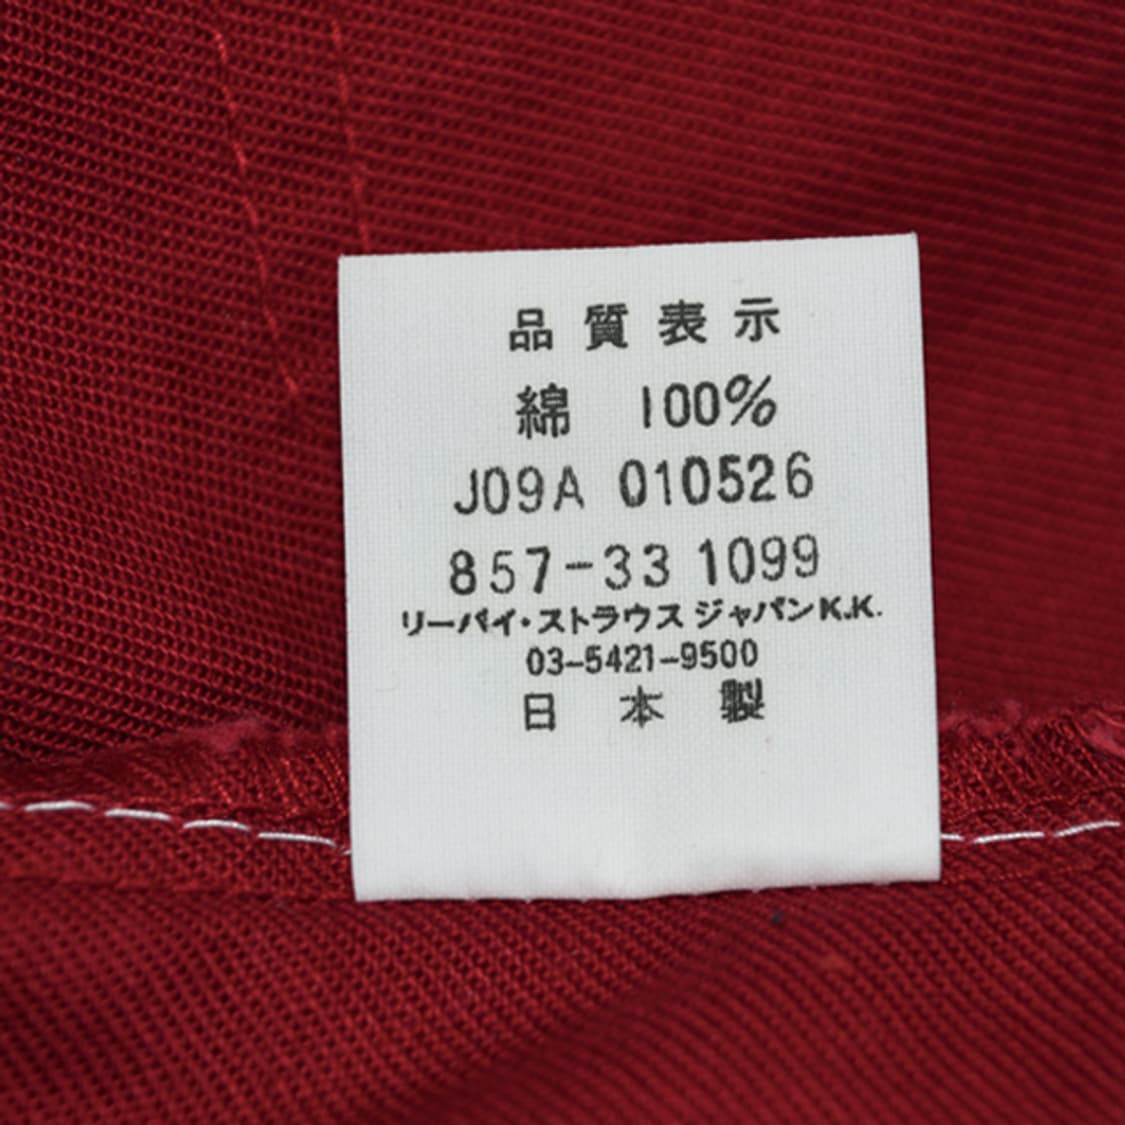 品質表示
綿 100%
J09A 010526
857-33 1099
リーバイ・ストラウス ジャパンK.K.
03-5421-9500
日本製